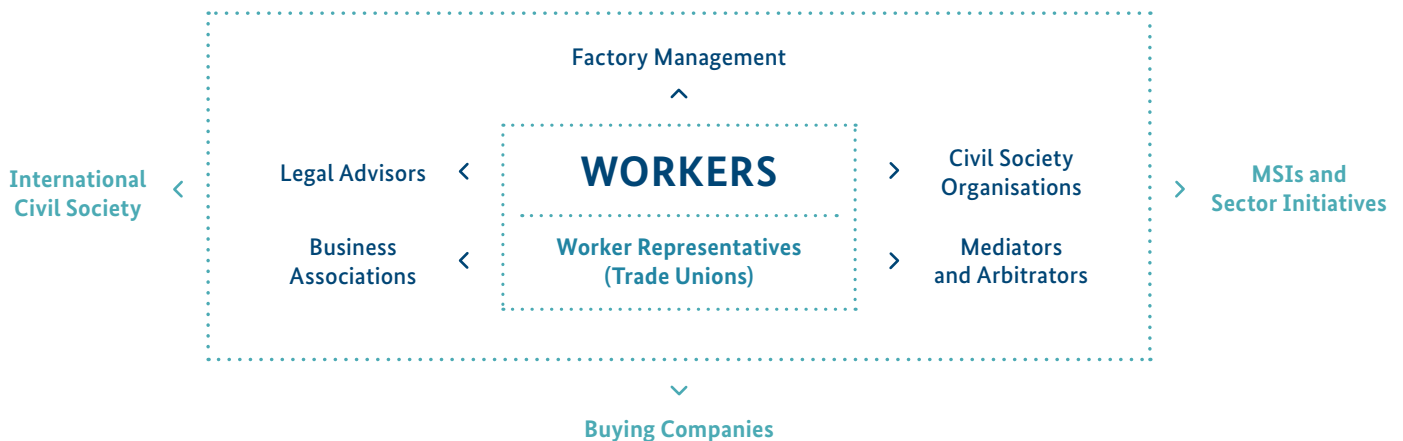 Factory Management
International
Civil Society
Legal Advisors
WORKERS
Civil Society
Organisations
MSIs and
Sector Initiatives
Business
Associations
Worker Representatives
(Trade Unions)
Mediators
and Arbitrators
Buying Companies